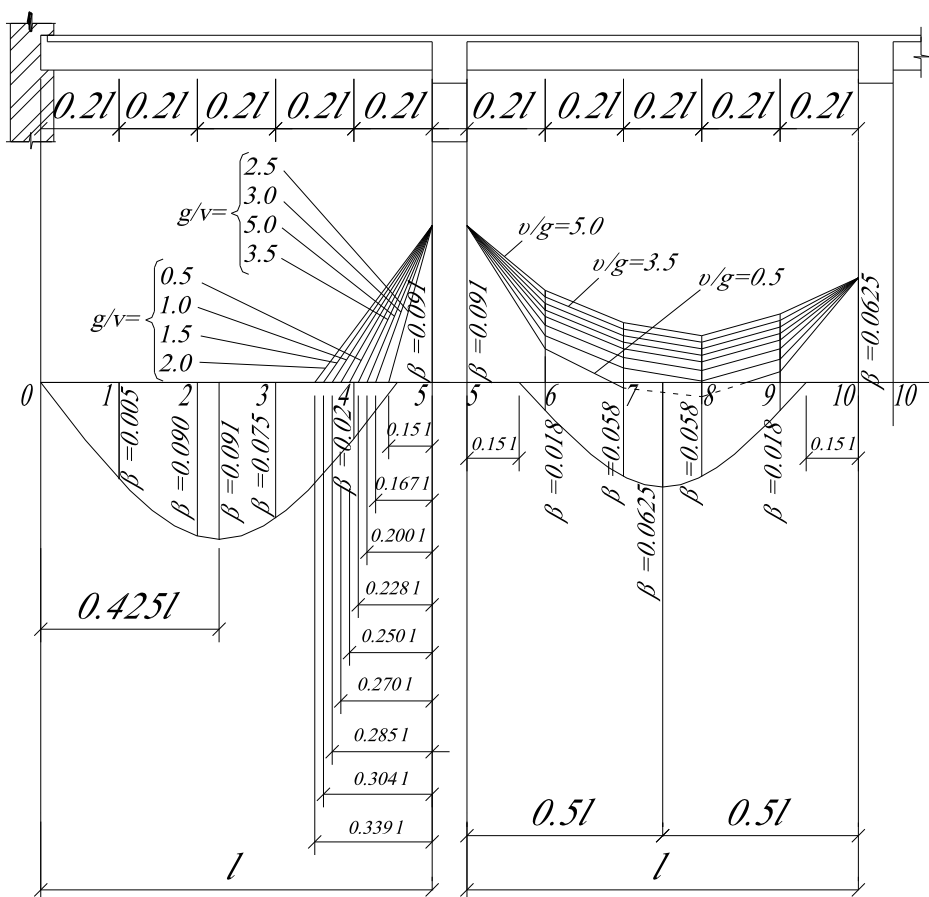 0.2l 0.2l 0.2l 0.2l 0.2l 0.2l 0.2l 0.2l 0.2l 0.2l
g/v=
2.5
3.0
5.0
3.5
g/v=
0.5
1.0
1.5
2.0
υ/g=5.0
υ/g=3.5
υ/g=0.5
β =0.091
β =0.091
β =0.0625
0 1 2 3 4 5 5 6 7 8 9 10 10
β =0.005
β =0.090
β =0.091
β =0.075
β =0.02
β =0.018
β =0.058
β =0.0625
β =0.058
β =0.018
0.15 l
0.15 l
0.15 l
0.167 l
0.200 l
0.228 l
0.250 l
0.270 l
0.285 l
0.304 l
0.339 l
0.425l
0.5l 0.5l
l l